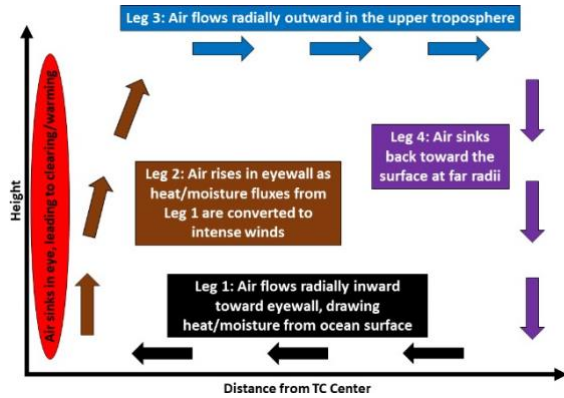 Leg 3: Air flows radially outward in the upper troposphere
Height
Air sinks in eye, leading to clearing/warming
Leg 2: Air rises in eyewall as
heat/moisture fluxes from
Leg 1 are converted to
intense winds
Leg 4: Air sinks
back toward the
surface at far radii
Leg 1: Air flows radially inward
toward eyewall, drawing
heat/moisture from ocean surface
Distance from TC Center